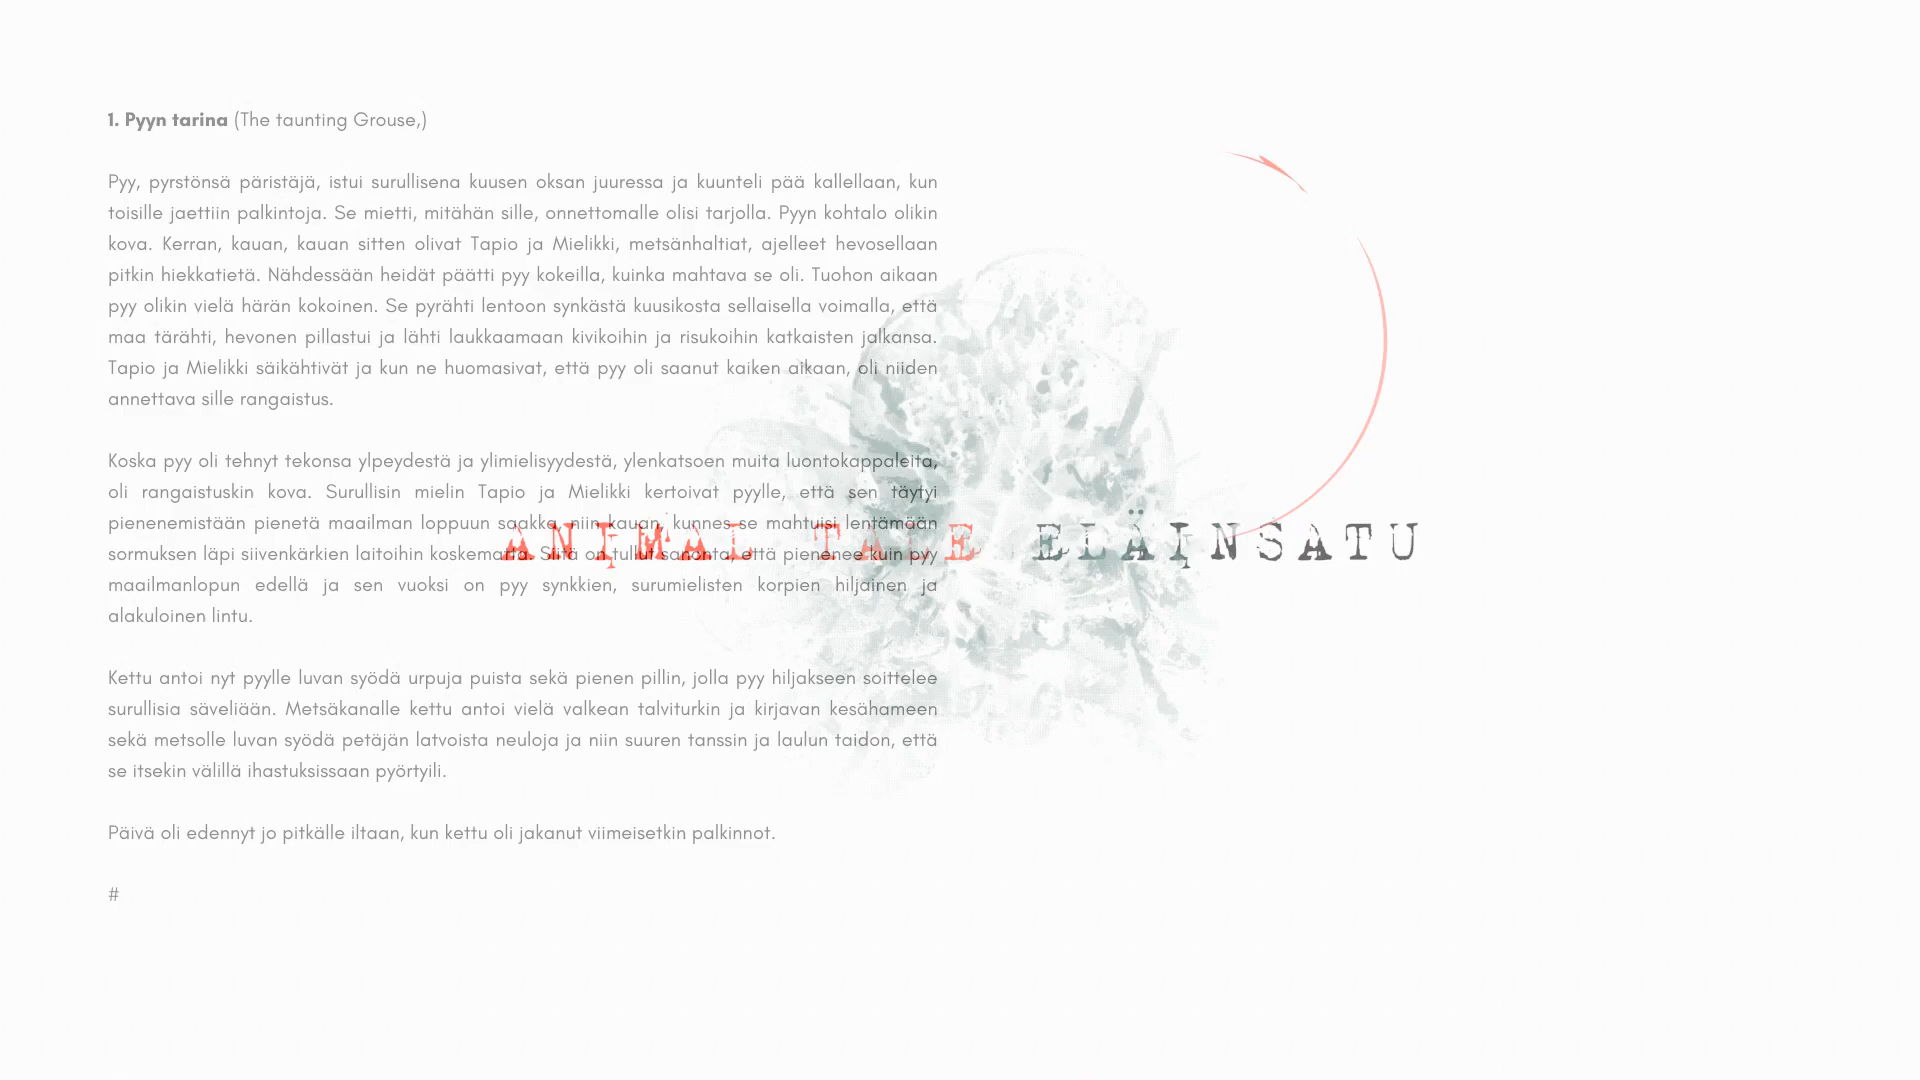 1. Pyyn tarina (The taunting Grouse,)
Pyy, pyrstönsä päristäjä, istui surullisena kuusen oksan juuressa ja kuunteli pää kallellaan, kun
toisille jaettiin palkintoja. Se mietti, mitähän sille, onnettomalle olisi tarjolla. Pyyn kohtalo olikin
kova. Kerran, kauan, kauan sitten olivat Tapio ja Mielikki, metsänhaltiat, ajelleet hevosellaan
pitkin hiekkatietä. Nähdessään heidät päätti pyy kokeilla, kuinka mahtava se oli. Tuohon aikaan
pyy olikin vielä härän kokoinen. Se pyrähti lentoon synkästä kuusikosta sellaisella voimalla, että
maa tärähti, hevonen pillastui ja lähti laukkaamaan kivikoihin ja risukoihin katkaisten jalkansa.
Tapio ja Mielikki säikähtivät ja kun ne huomasivat, että pyy oli saanut kaiken aikaan, oli niiden
annettava sille rangaistus.
Koska pyy oli tehnyt tekonsa ylpeydestä ja ylimielisyydestä, ylenkatsoen muita luontokappaleita,
oli rangaistuskin kova. Surullisin mielin Tapio ja Mielikki kertoivat pyylle, että sen täytyi
pienenemistään pienetä maailman loppuun saakke, niin kauan, kunnes se mahtuisi lentämään
sormuksen läpi siivenkärkien laitoihin koskematta. Siitä on tullut sanonta, että pienenee kuin pyy
maailmanlopun edellä ja sen vuoksi on pyy synkkien, surumielisten korpien hiljainen ja
alakuloinen lintu.
ANIMAL TALE ELÄINSATU
Kettu antoi nyt pyylle luvan syödä urpuja puista sekä pienen pillin, jolla pyy hiljakseen soittelee
surullisia säveliään. Metsäkanalle kettu antoi vielä valkean talviturkin ja kirjavan kesähameen
sekä metsolle luvan syödä petäjän latvoista neuloja ja niin suuren tanssin ja laulun taidon, että
se itsekin välillä ihastuksissaan pyörtyili.
Päivä oli edennyt jo pitkälle iltaan, kun kettu oli jakanut viimeisetkin palkinnot.
#